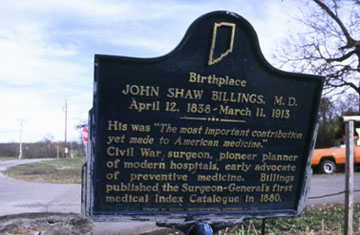 Birthplace
JOHN SHAW BILLINGS, M.D.
April 12, 1838 - March 11, 1913
His was "The most important contribution
yet made to American medicine,"
Civil War surgeon, pioneer planner
of modern hospitals, early advocate
of preventive medicine. Billings
published the Surgeon-General's first
medical Index Catalogue in 1880.